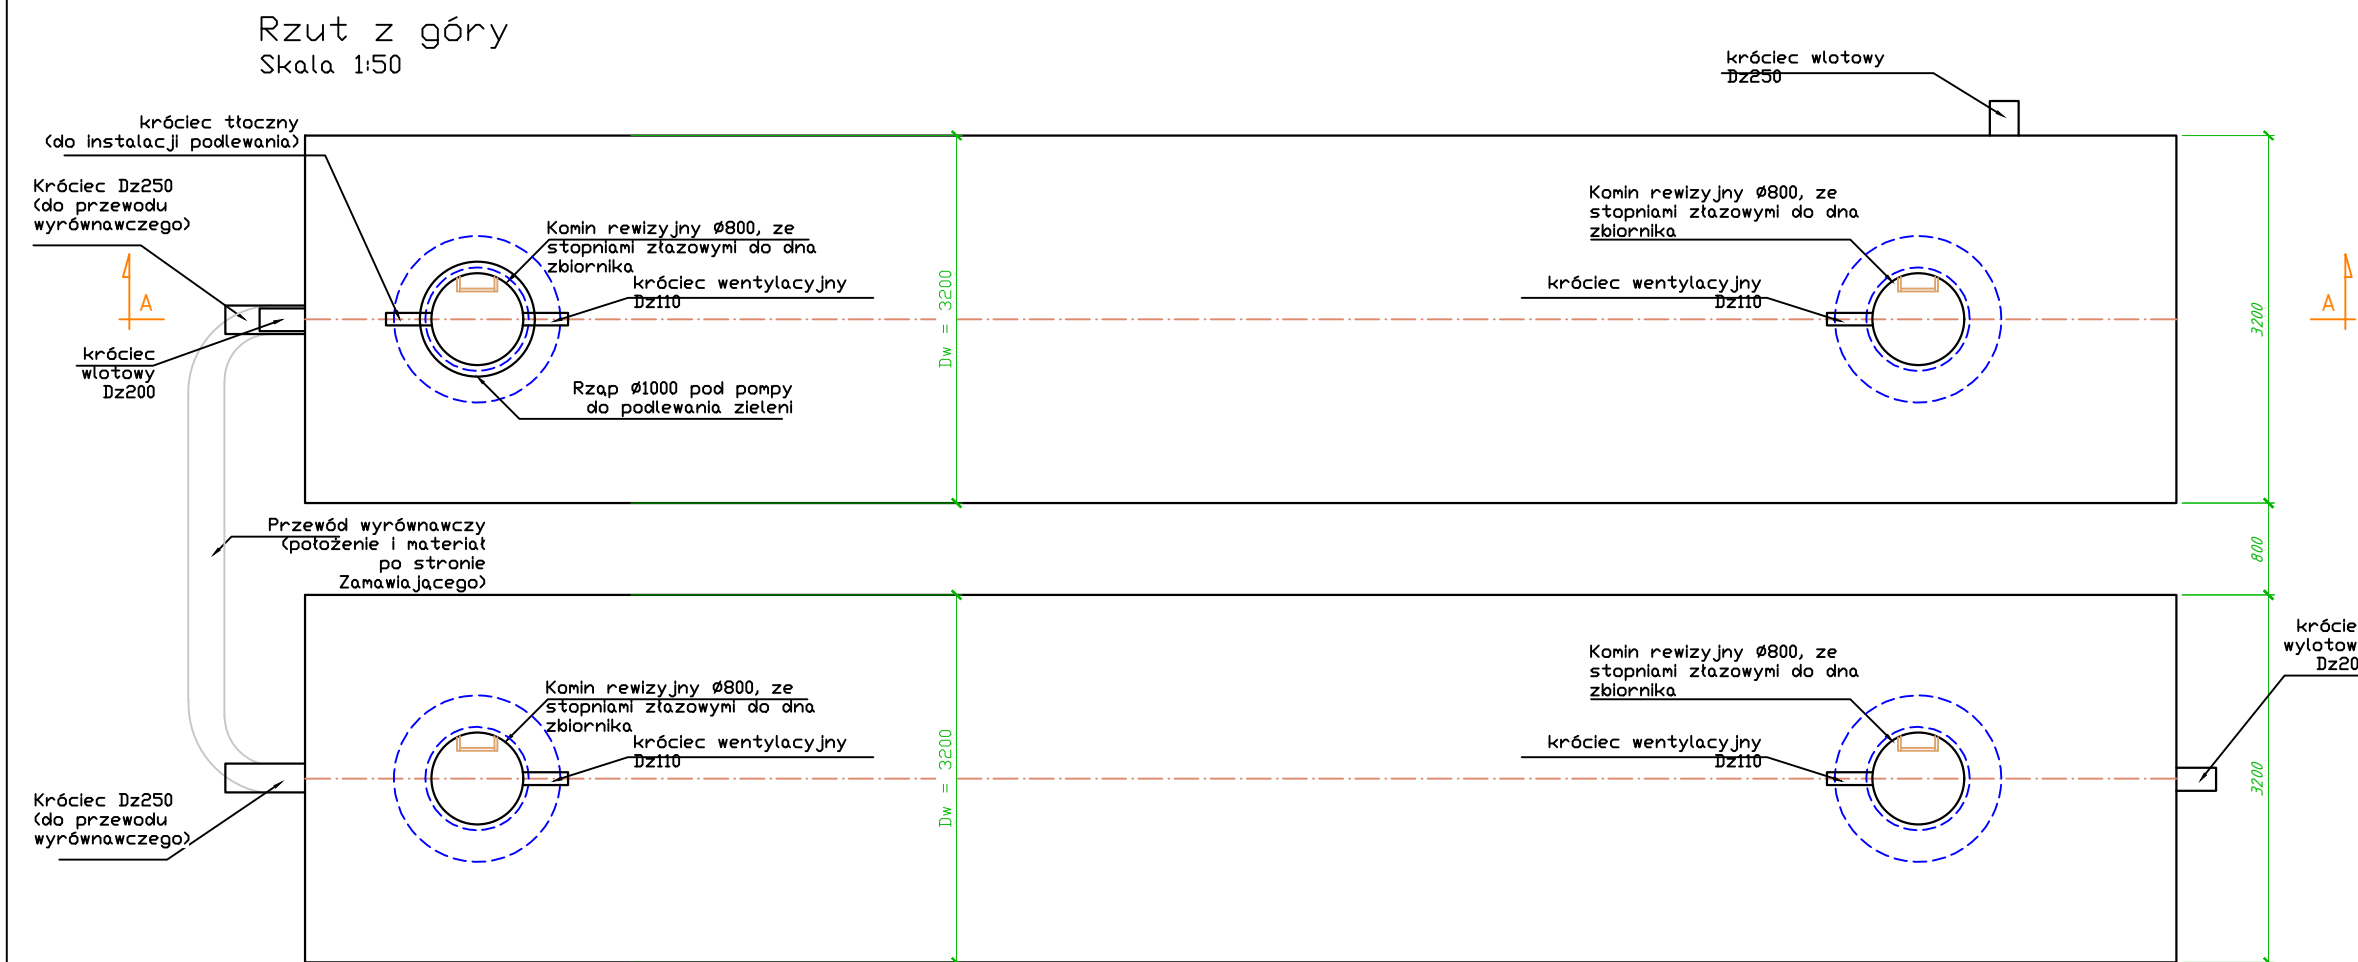 Rzut z góry
Skala 1:50
króciec wlotowy
Dz250
króciec tłoczny
(do instalacji podlewania)
Króciec Dz250
(do przewodu
wyrównawczego)
A
króciec
wlotowy
Dz200
Komin rewizyjny Ø800, ze
stopniami złazowymi do dna
zbiornika
króciec wentylacyjny
Dz110
Rząp Ø1000 pod pompy
do podlewania zieleni
Dw = 3200
Komin rewizyjny Ø800, ze
stopniami złazowymi do dna
zbiornika
króciec wentylacyjny
Dz110
3200
A
Przewód wyrównawczy
(położenie i materiał
po stronie
Zamawiającego)
800
Komin rewizyjny Ø800, ze
stopniami złazowymi do dna
zbiornika
króciec wentylacyjny
Dz110
Dw = 3200
Komin rewizyjny Ø800, ze
stopniami złazowymi do dna
zbiornika
króciec wentylacyjny
Dz110
3200
królcie
wylotow
Dz20
Króciec Dz250
(do przewodu
wyrównawczego)